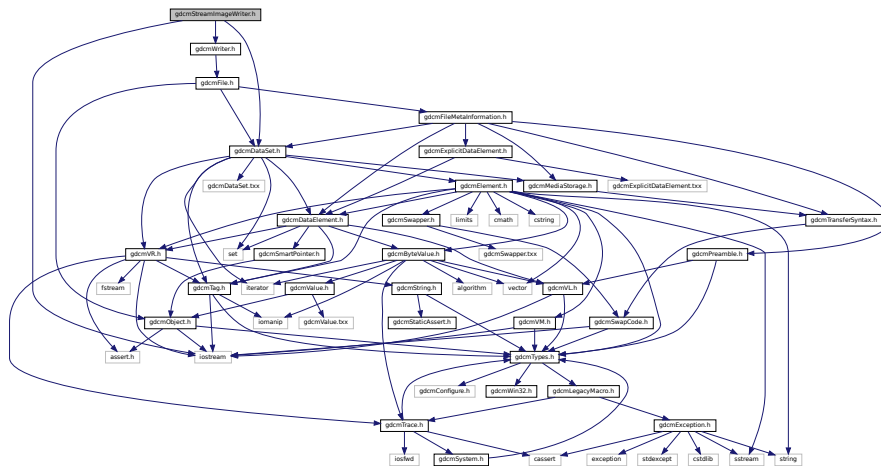 gdcmStreamImageWriter.h
gdcmWriter.h
gdcmFile.h
gdcmFileMetaInformation.h
gdcmDataSet.h
gdcmExplicitDataElement.h
gdcmDataSet.txx
gdcmElement.h
gdcmMediaStorage.h
gdcmExplicitDataElement.txx
gdcmDataElement.h
gdcmSwapper.h
limits
cmath
cstring
gdcmTransferSyntax.h
gdcmVR.h
set
gdcmSmartPointer.h
gdcmByteValue.h
gdcmSwapper.txx
gdcmPreamble.h
fstream
gdcmTag.h
iterator
gdcmValue.h
gdcmString.h
algorithm
vector
gdcmVL.h
gdcmObject.h
iomanip
gdcmValue.txx
gdcmStaticAssert.h
gdcmVM.h
gdcmSwapCode.h
assert.h
iostream
gdcmTypes.h
gdcmConfigure.h
gdcmWin32.h
gdcmLegacyMacro.h
gdcmTrace.h
gdcmException.h
iosfwd
gdcmSystem.h
cassert
exception
stdexcept
cstdlib
sstream
string